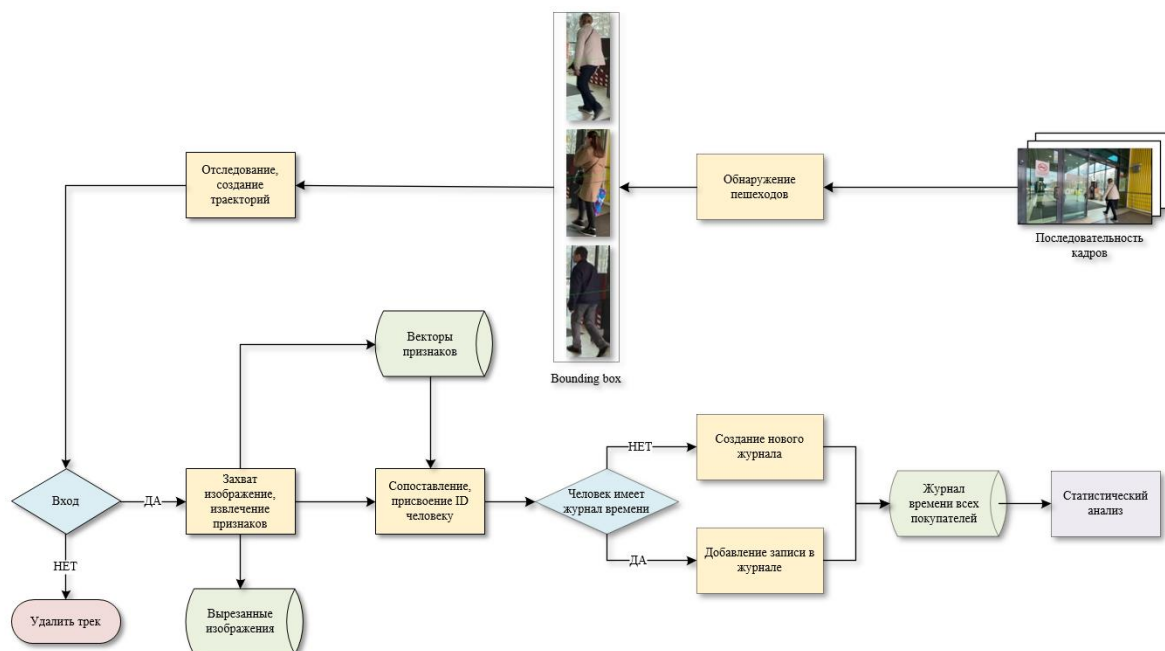 Отследование,
создание
траекторий
Обнаружение
пешеходов
Последовательность
кадров
Bounding box
Векторы
признаков
Вход
ДА
Захват
изображение,
извлечение
признаков
Сопоставление,
присвоение ID
человеку
Человек имеет
журнал времени
НЕТ
Создание нового
журнала
ДА
Добавление записи в
журнале
Журнал
времени всех
покупателей
Статистический
анализ
НЕТ
Удалить трек
Вырезанные
изображения